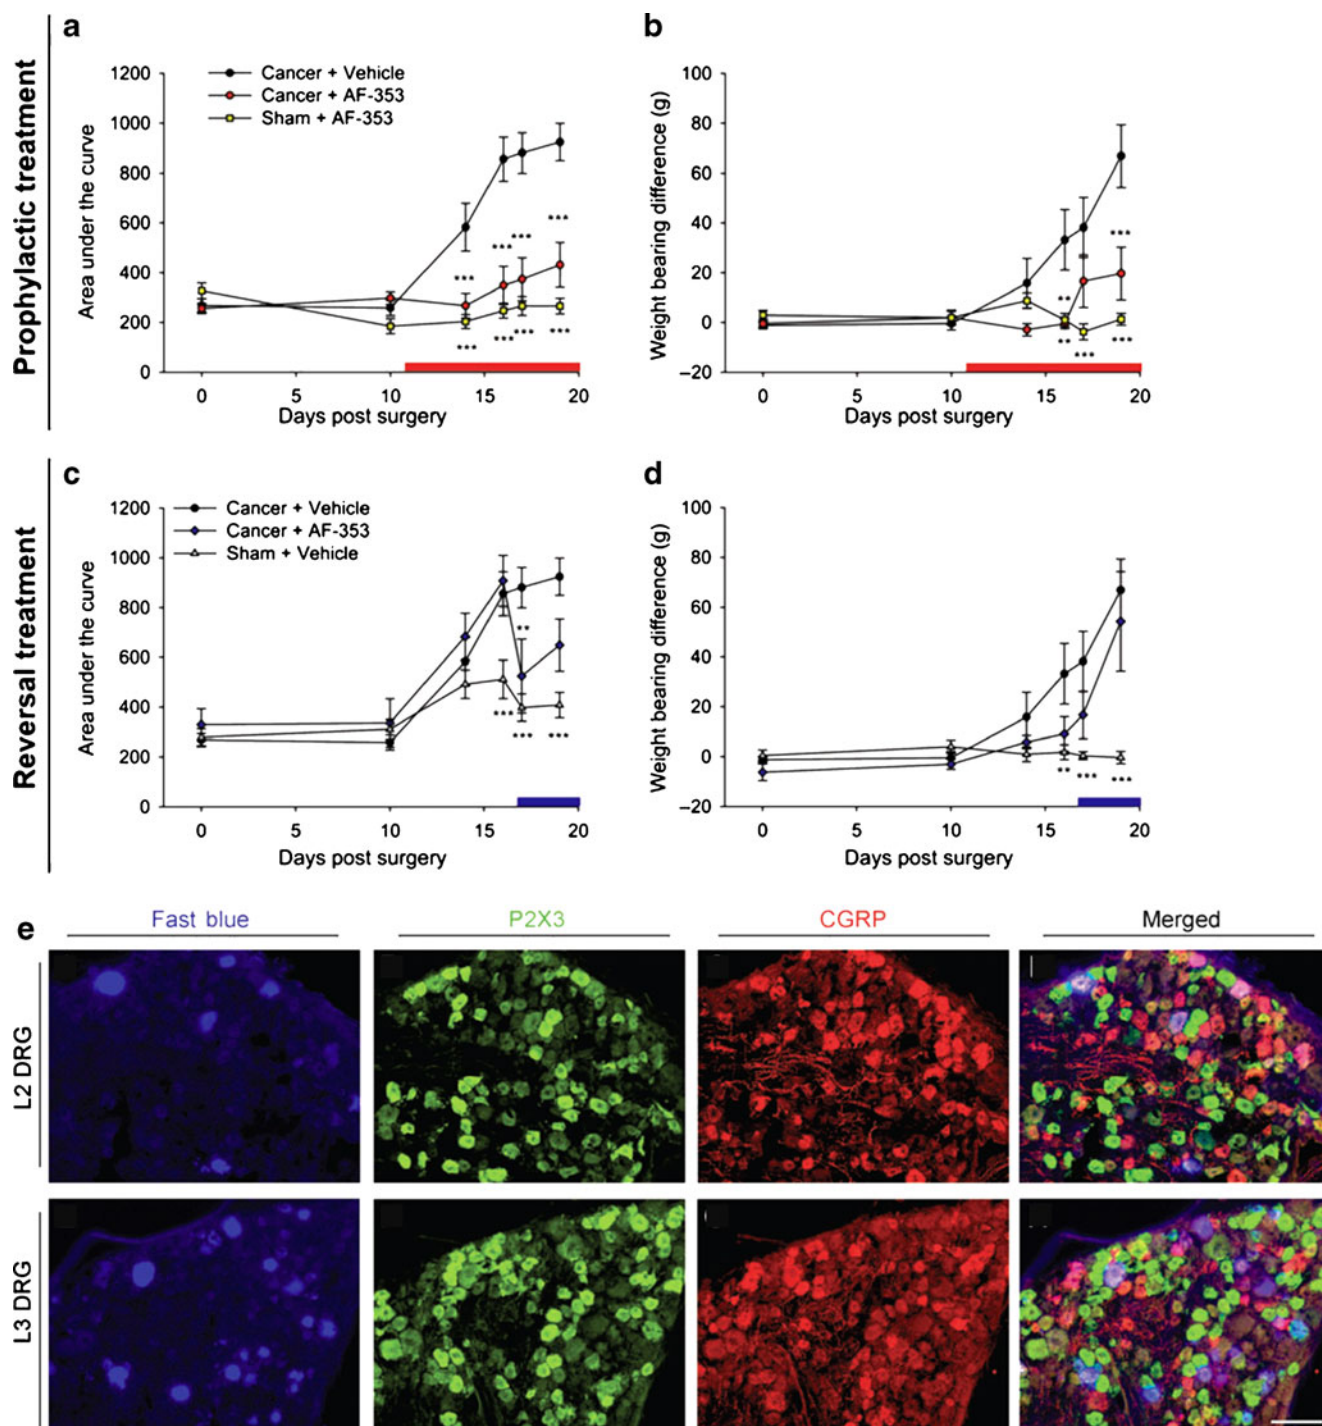 Prophylactic treatment
a
1200
1000
800
600
400
200
0
Area under the curve
Cancer + Vehicle
Cancer + AF-353
Sham + AF-353
***
***
***
***
***
***
***
***
0 5 10 15 20
Days post surgery
b
100
80
60
40
20
0
−20
Weight bearing difference (g)
**
***
**
***
***
0 5 10 15 20
Days post surgery
Reversal treatment
c
1200
1000
800
600
400
200
0
Area under the curve
Cancer + Vehicle
Cancer + AF-353
Sham + Vehicle
**
***
***
***
0 5 10 15 20
Days post surgery
d
100
80
60
40
20
0
−20
Weight bearing difference (g)
**
***
***
0 5 10 15 20
Days post surgery
e
Fast blue P2X3 CGRP Merged
L2 DRG
L3 DRG